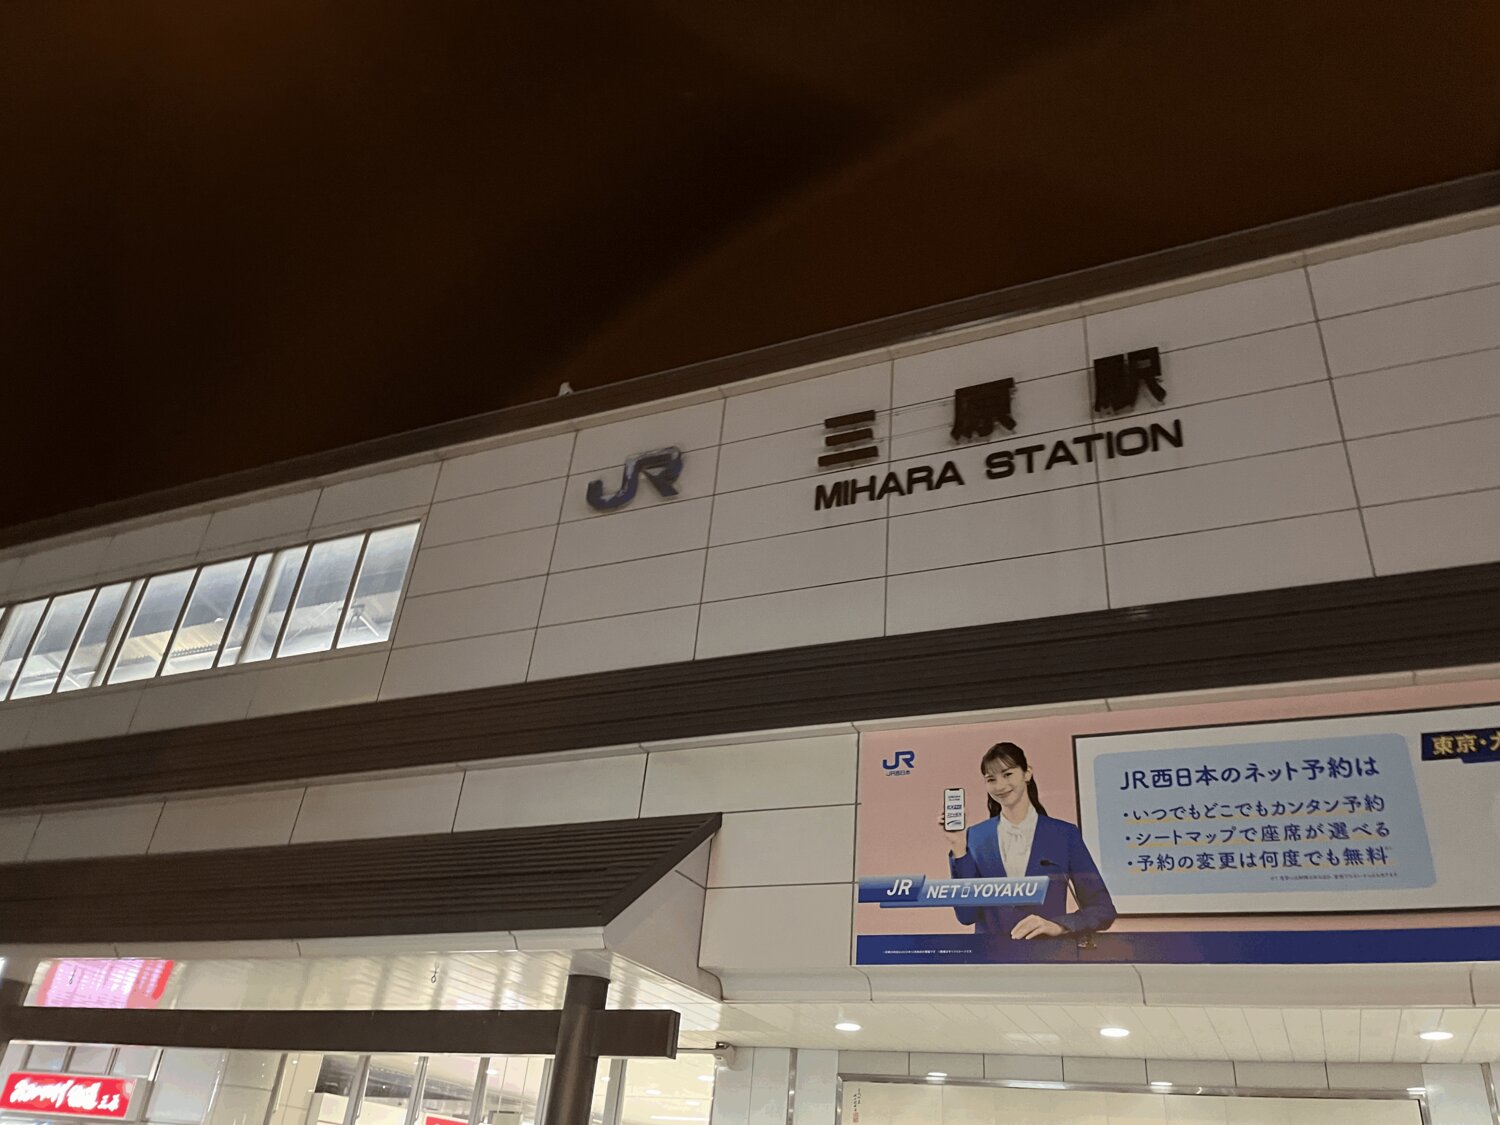 JR
三原駅
MIHARA STATION
JR
JR西日本
JR NET YOYAKU
JR西日本のネット予約は
・いつでもどこでもカンタン予約
・シートマップで座席が選べる
・予約の変更は何度でも無料
東京・大